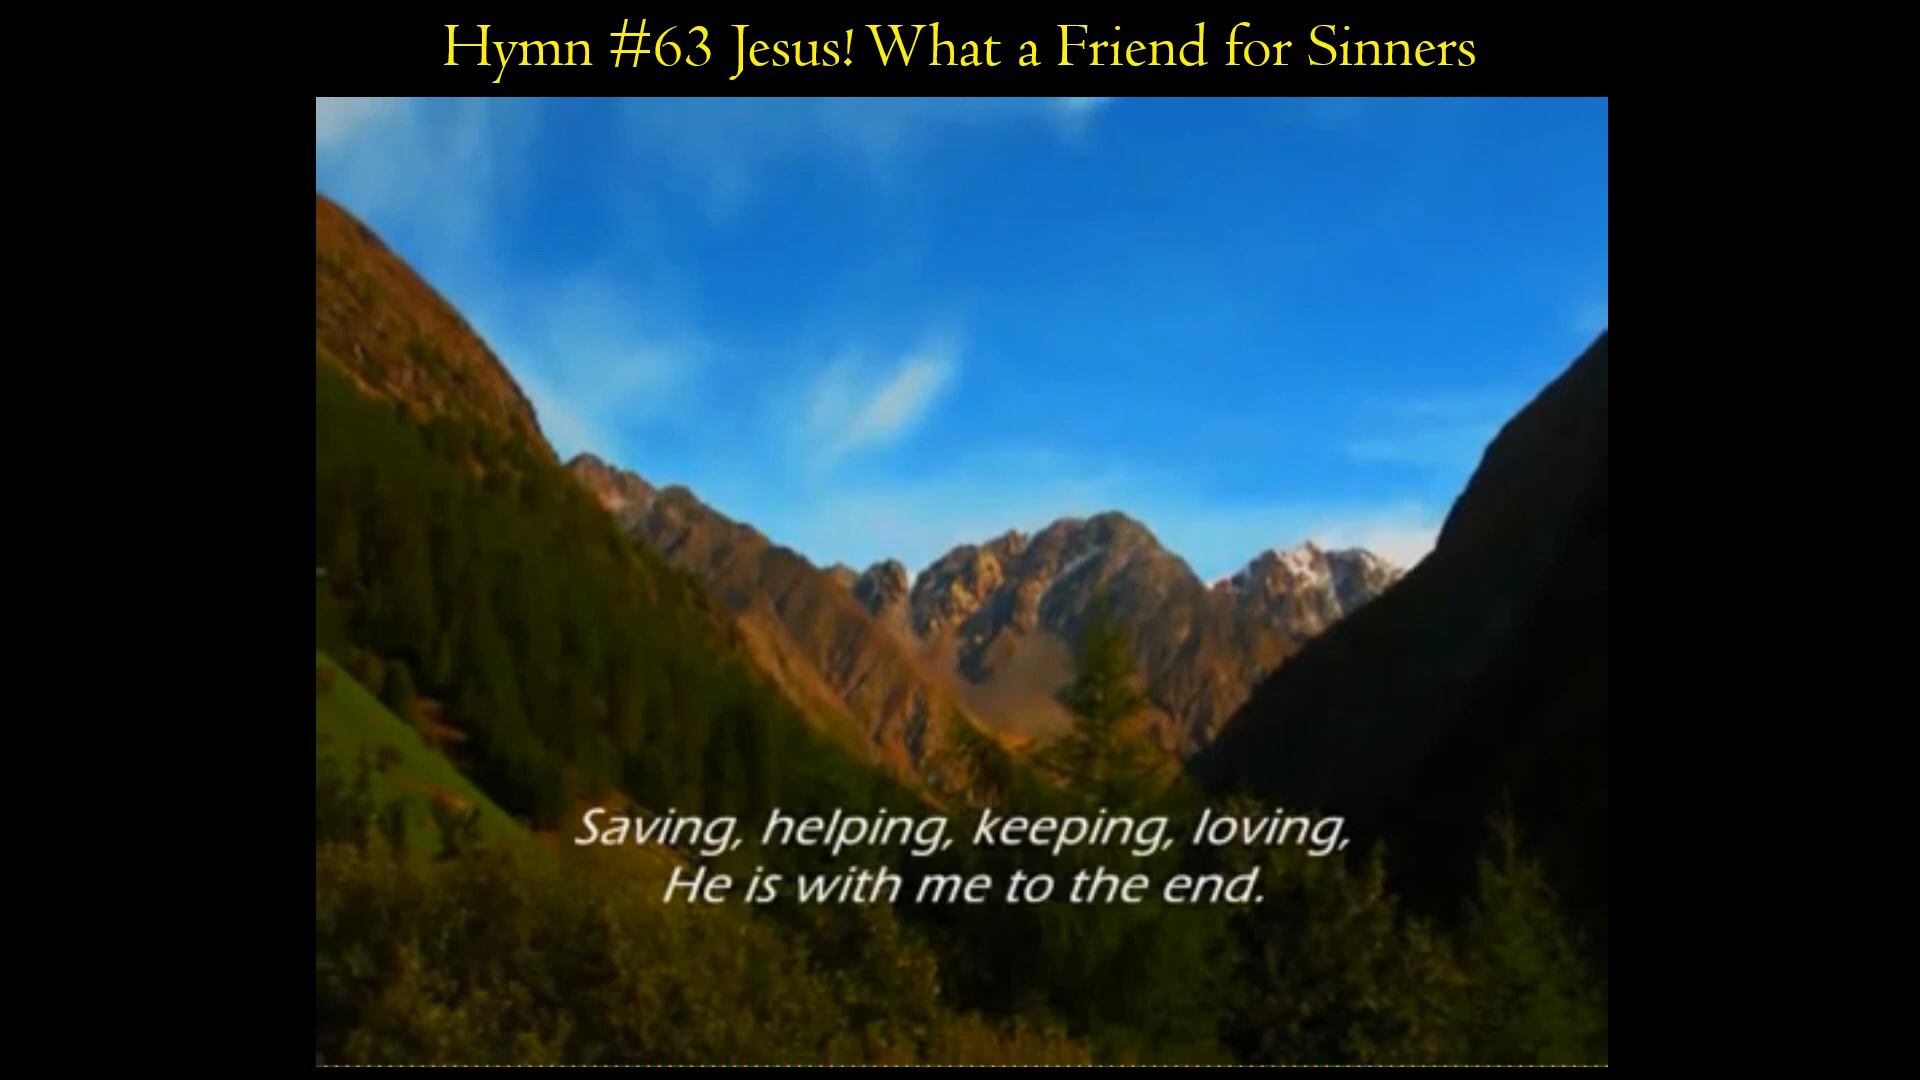 Hymn #63 Jesus! What a Friend for Sinners
Saving, helping, keeping, loving,
He is with me to the end.